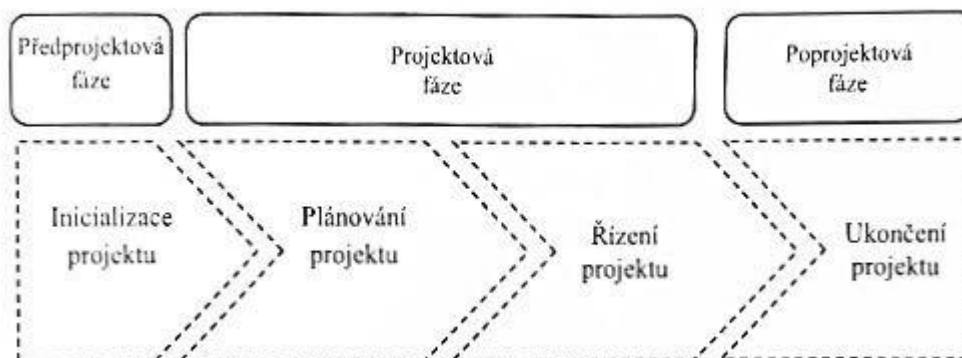 Předprojektová
fáze
Projektová
fáze
Poprojektová
fáze
Inicializace
projektu
Plánování
projektu
Řízení
projektu
Ukončení
projektu